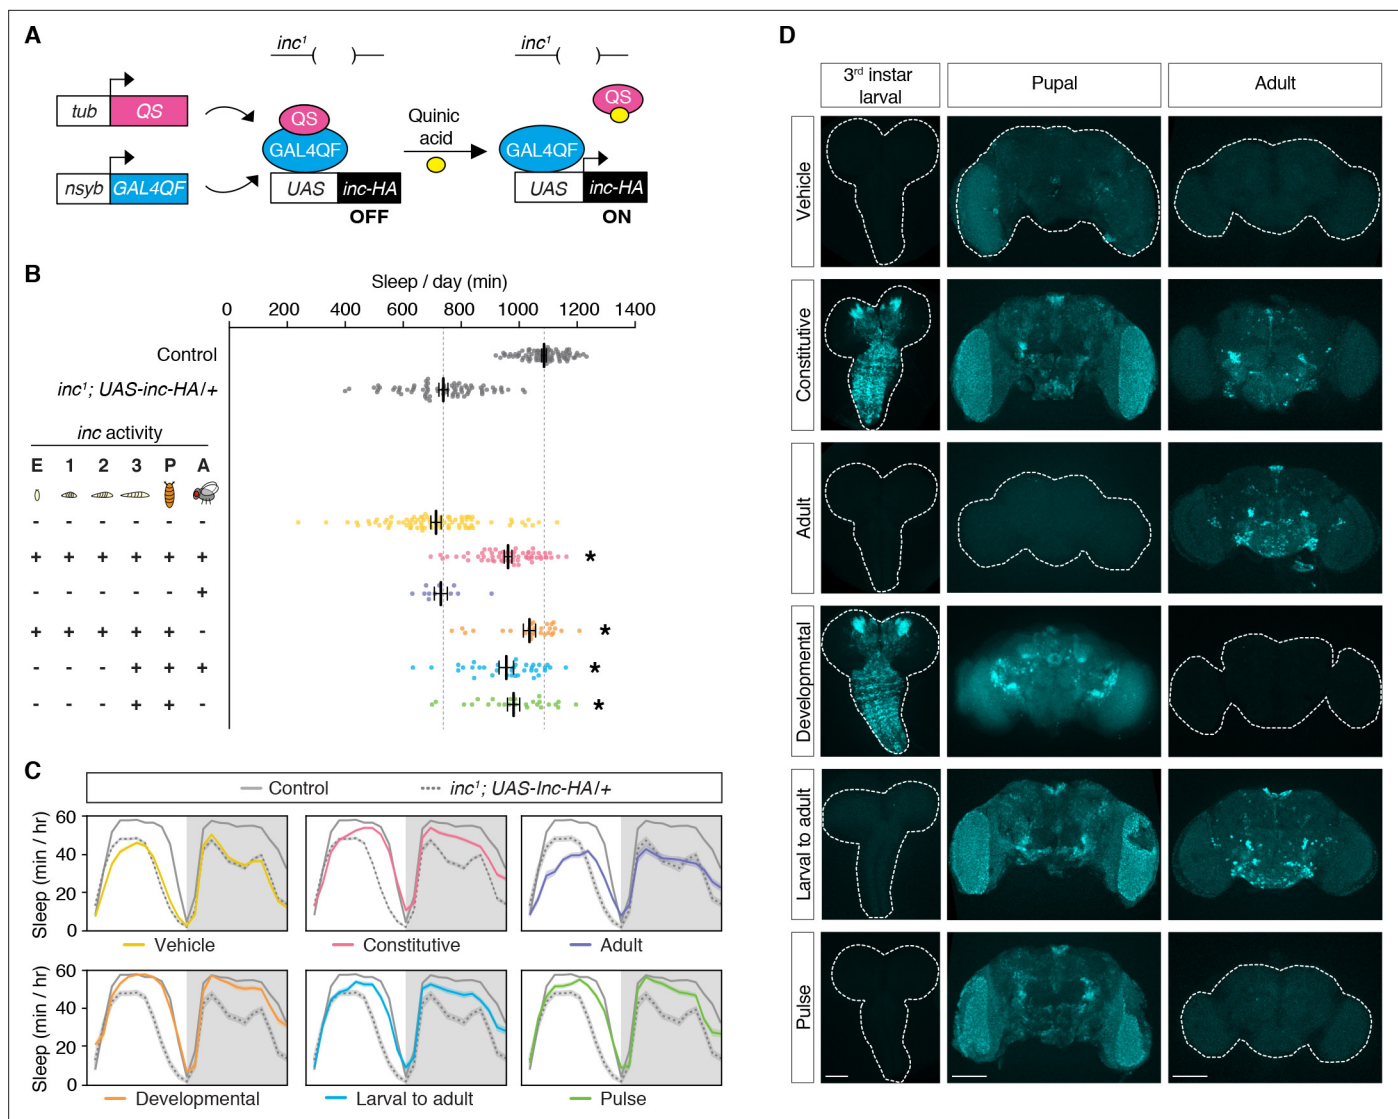 A
inc1
inc1
tub
QS
nsyb
GAL4QF
QS
GAL4QF
UAS
inc-HA
OFF
Quinic
acid
QS
GAL4QF
UAS
inc-HA
ON
B
Sleep / day (min)
0 200 400 600 800 1000 1200 1400
Control
inc1; UAS-inc-HA/+
inc activity
E 1 2 3 P A
- - - - - -
+ + + + + + *
- - - - - +
+ + + + + - *
- - - + + + *
- - - + + - *
C
Control
inc1; UAS-Inc-HA/+
Sleep (min / hr)
60
40
20
0
Vehicle
Constitutive
Adult
Sleep (min / hr)
60
40
20
0
Developmental
Larval to adult
Pulse
D
3rd instar
larval
Pupal
Adult
Vehicle
Constitutive
Adult
Developmental
Larval to adult
Pulse